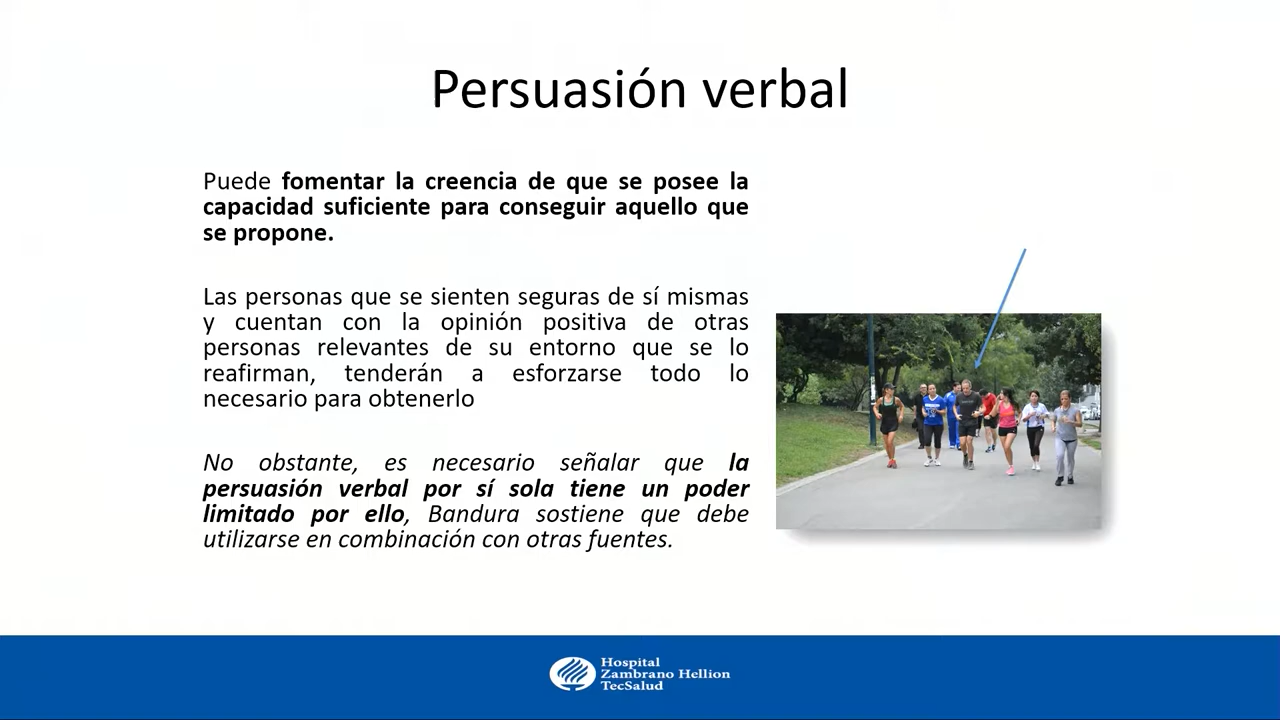 Persuasión verbal
Puede fomentar la creencia de que se posee la
capacidad suficiente para conseguir aquello que
se propone.
Las personas que se sienten seguras de sí mismas
y cuentan con la opinión positiva de otras
personas relevantes de su entorno que se lo
reafirman, tenderán a esforzarse todo lo
necesario para obtenerlo
No obstante, es necesario señalar que la
persuasión verbal por sí sola tiene un poder
limitado por ello, Bandura sostiene que debe
utilizarse en combinación con otras fuentes.
Hospital
Zambrano Hellion
TecSalud